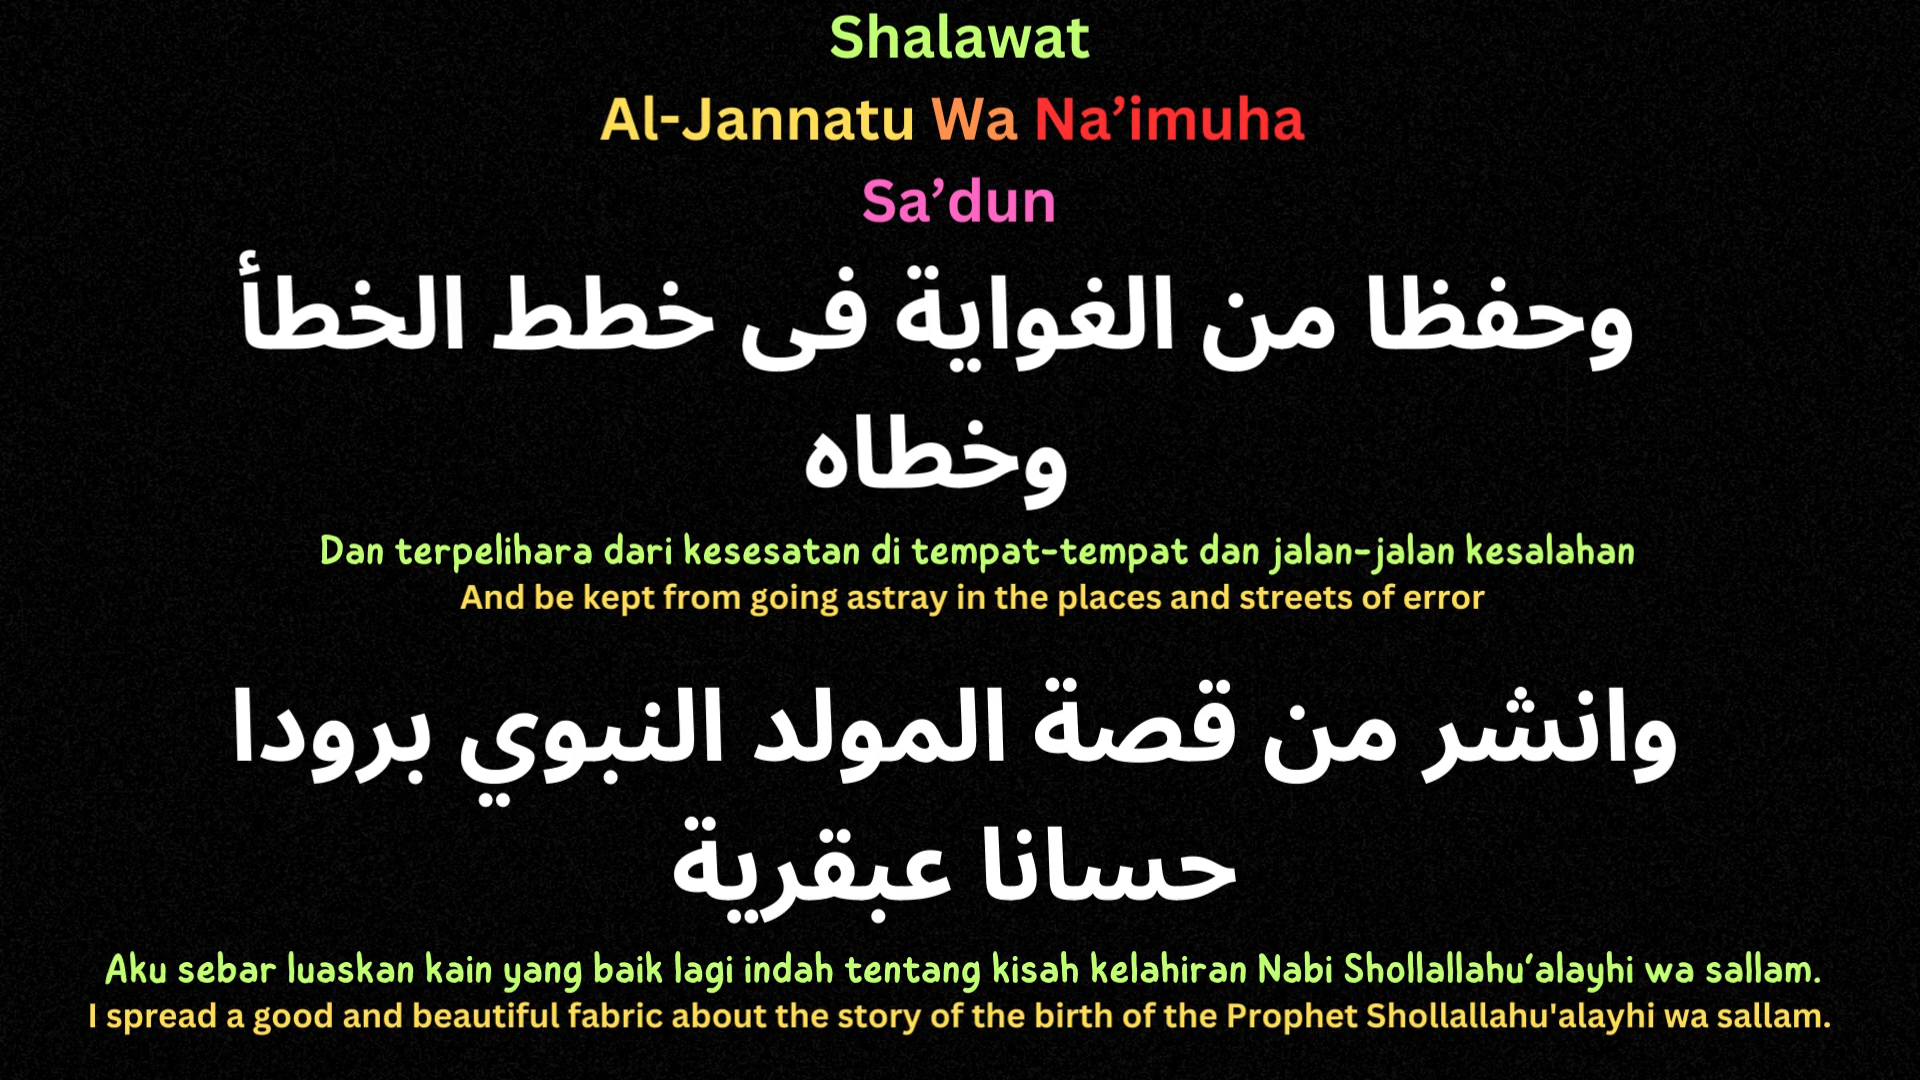 Shalawat
Al-Jannatu Wa Na’imuha
Sa’dun
وحفظا من الغواية فى خطط الخطأ
وخطاه
Dan terpelihara dari kesesatan di tempat-tempat dan jalan-jalan kesalahan
And be kept from going astray in the places and streets of error
وانشر من قصة المولد النبوي برودا
حسانا عبقرية
Aku sebar luaskan kain yang baik lagi indah tentang kisah kelahiran Nabi Shollallahu‘alayhi wa sallam.
I spread a good and beautiful fabric about the story of the birth of the Prophet Shollallahu'alayhi wa sallam.